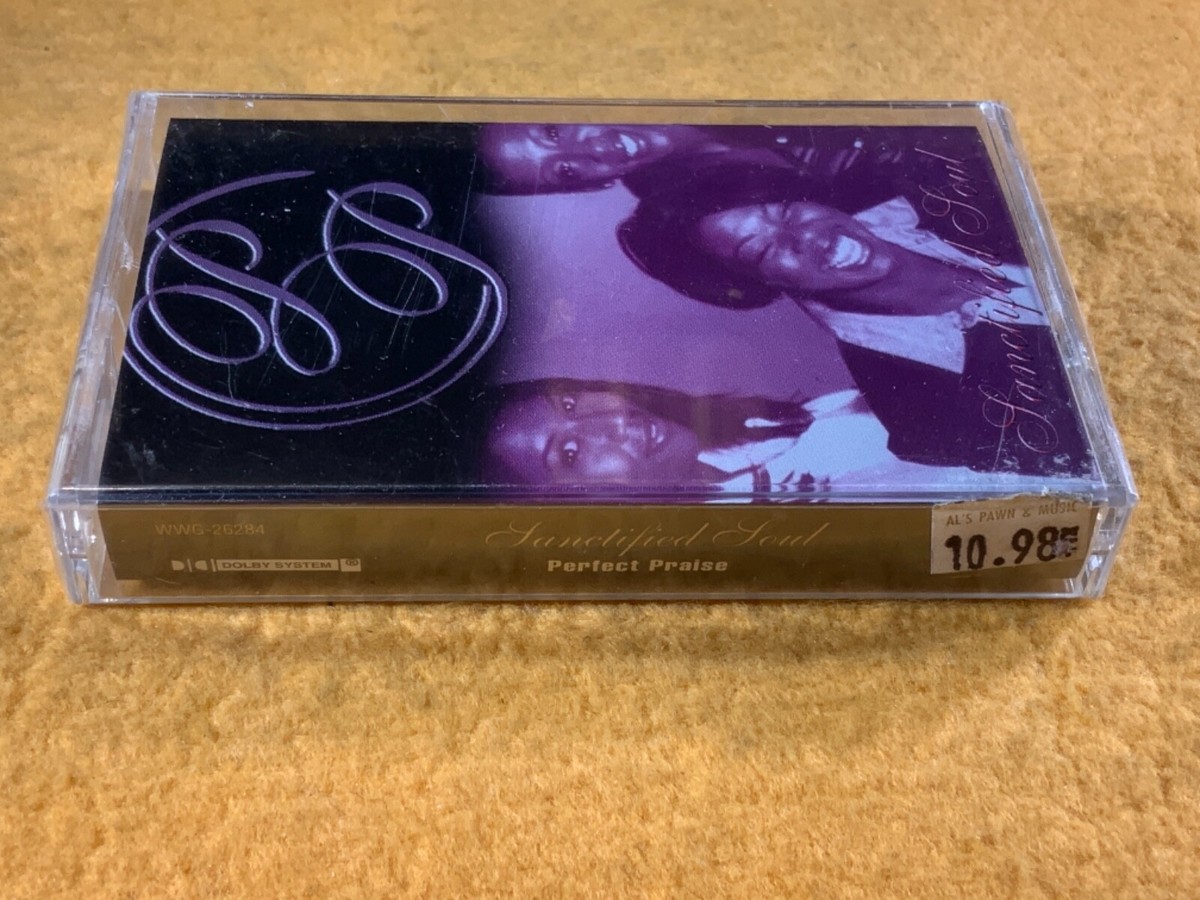 SS
Sanctified Soul
WWG-26284
DOLBY SYSTEM
Sanctified Soul
Perfect Praise
AL'S PAWN & MUSIC
10.98